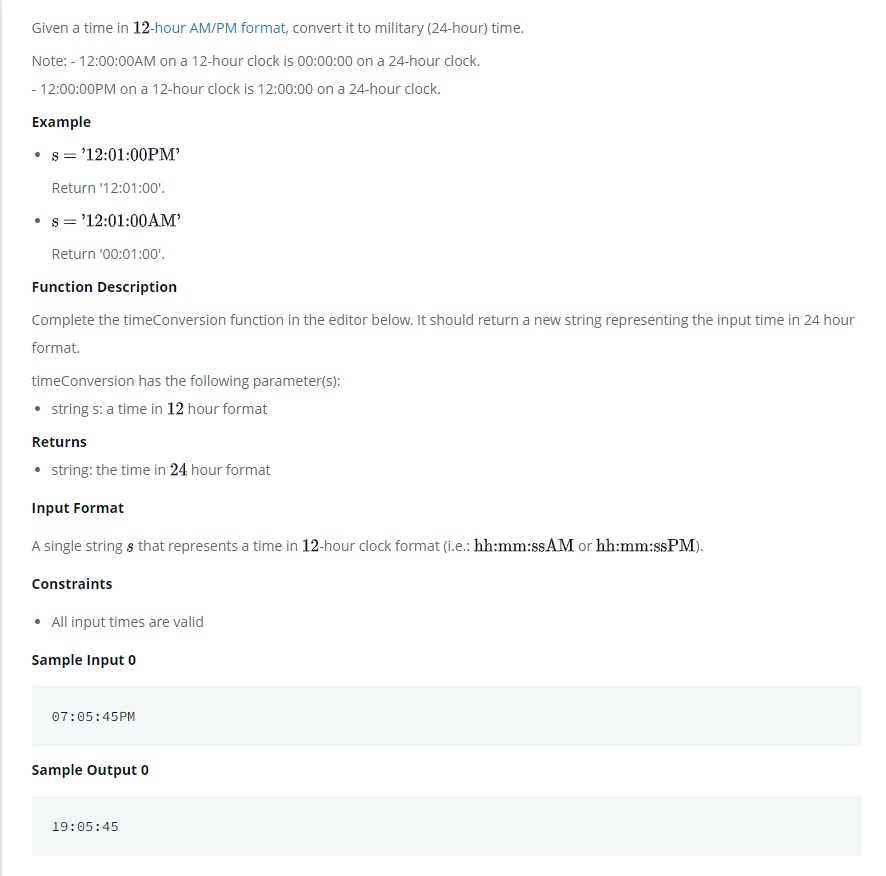 Given a time in 12-hour AM/PM format, convert it to military (24-hour) time.
Note: - 12:00:00AM on a 12-hour clock is 00:00:00 on a 24-hour clock.
- 12:00:00PM on a 12-hour clock is 12:00:00 on a 24-hour clock.
Example
• s = ’12:01:00PM’
Return '12:01:00'.
• s = ’12:01:00AM’
Return '00:01:00'.
Function Description
Complete the timeConversion function in the editor below. It should return a new string representing the input time in 24 hour
format.
timeConversion has the following parameter(s):
• string s: a time in 12 hour format
Returns
• string: the time in 24 hour format
Input Format
A single string s that represents a time in 12-hour clock format (i.e.: hh:mm:ssAM or hh:mm:ssPM).
Constraints
• All input times are valid
Sample Input 0
07:05:45PM
Sample Output 0
19:05:45